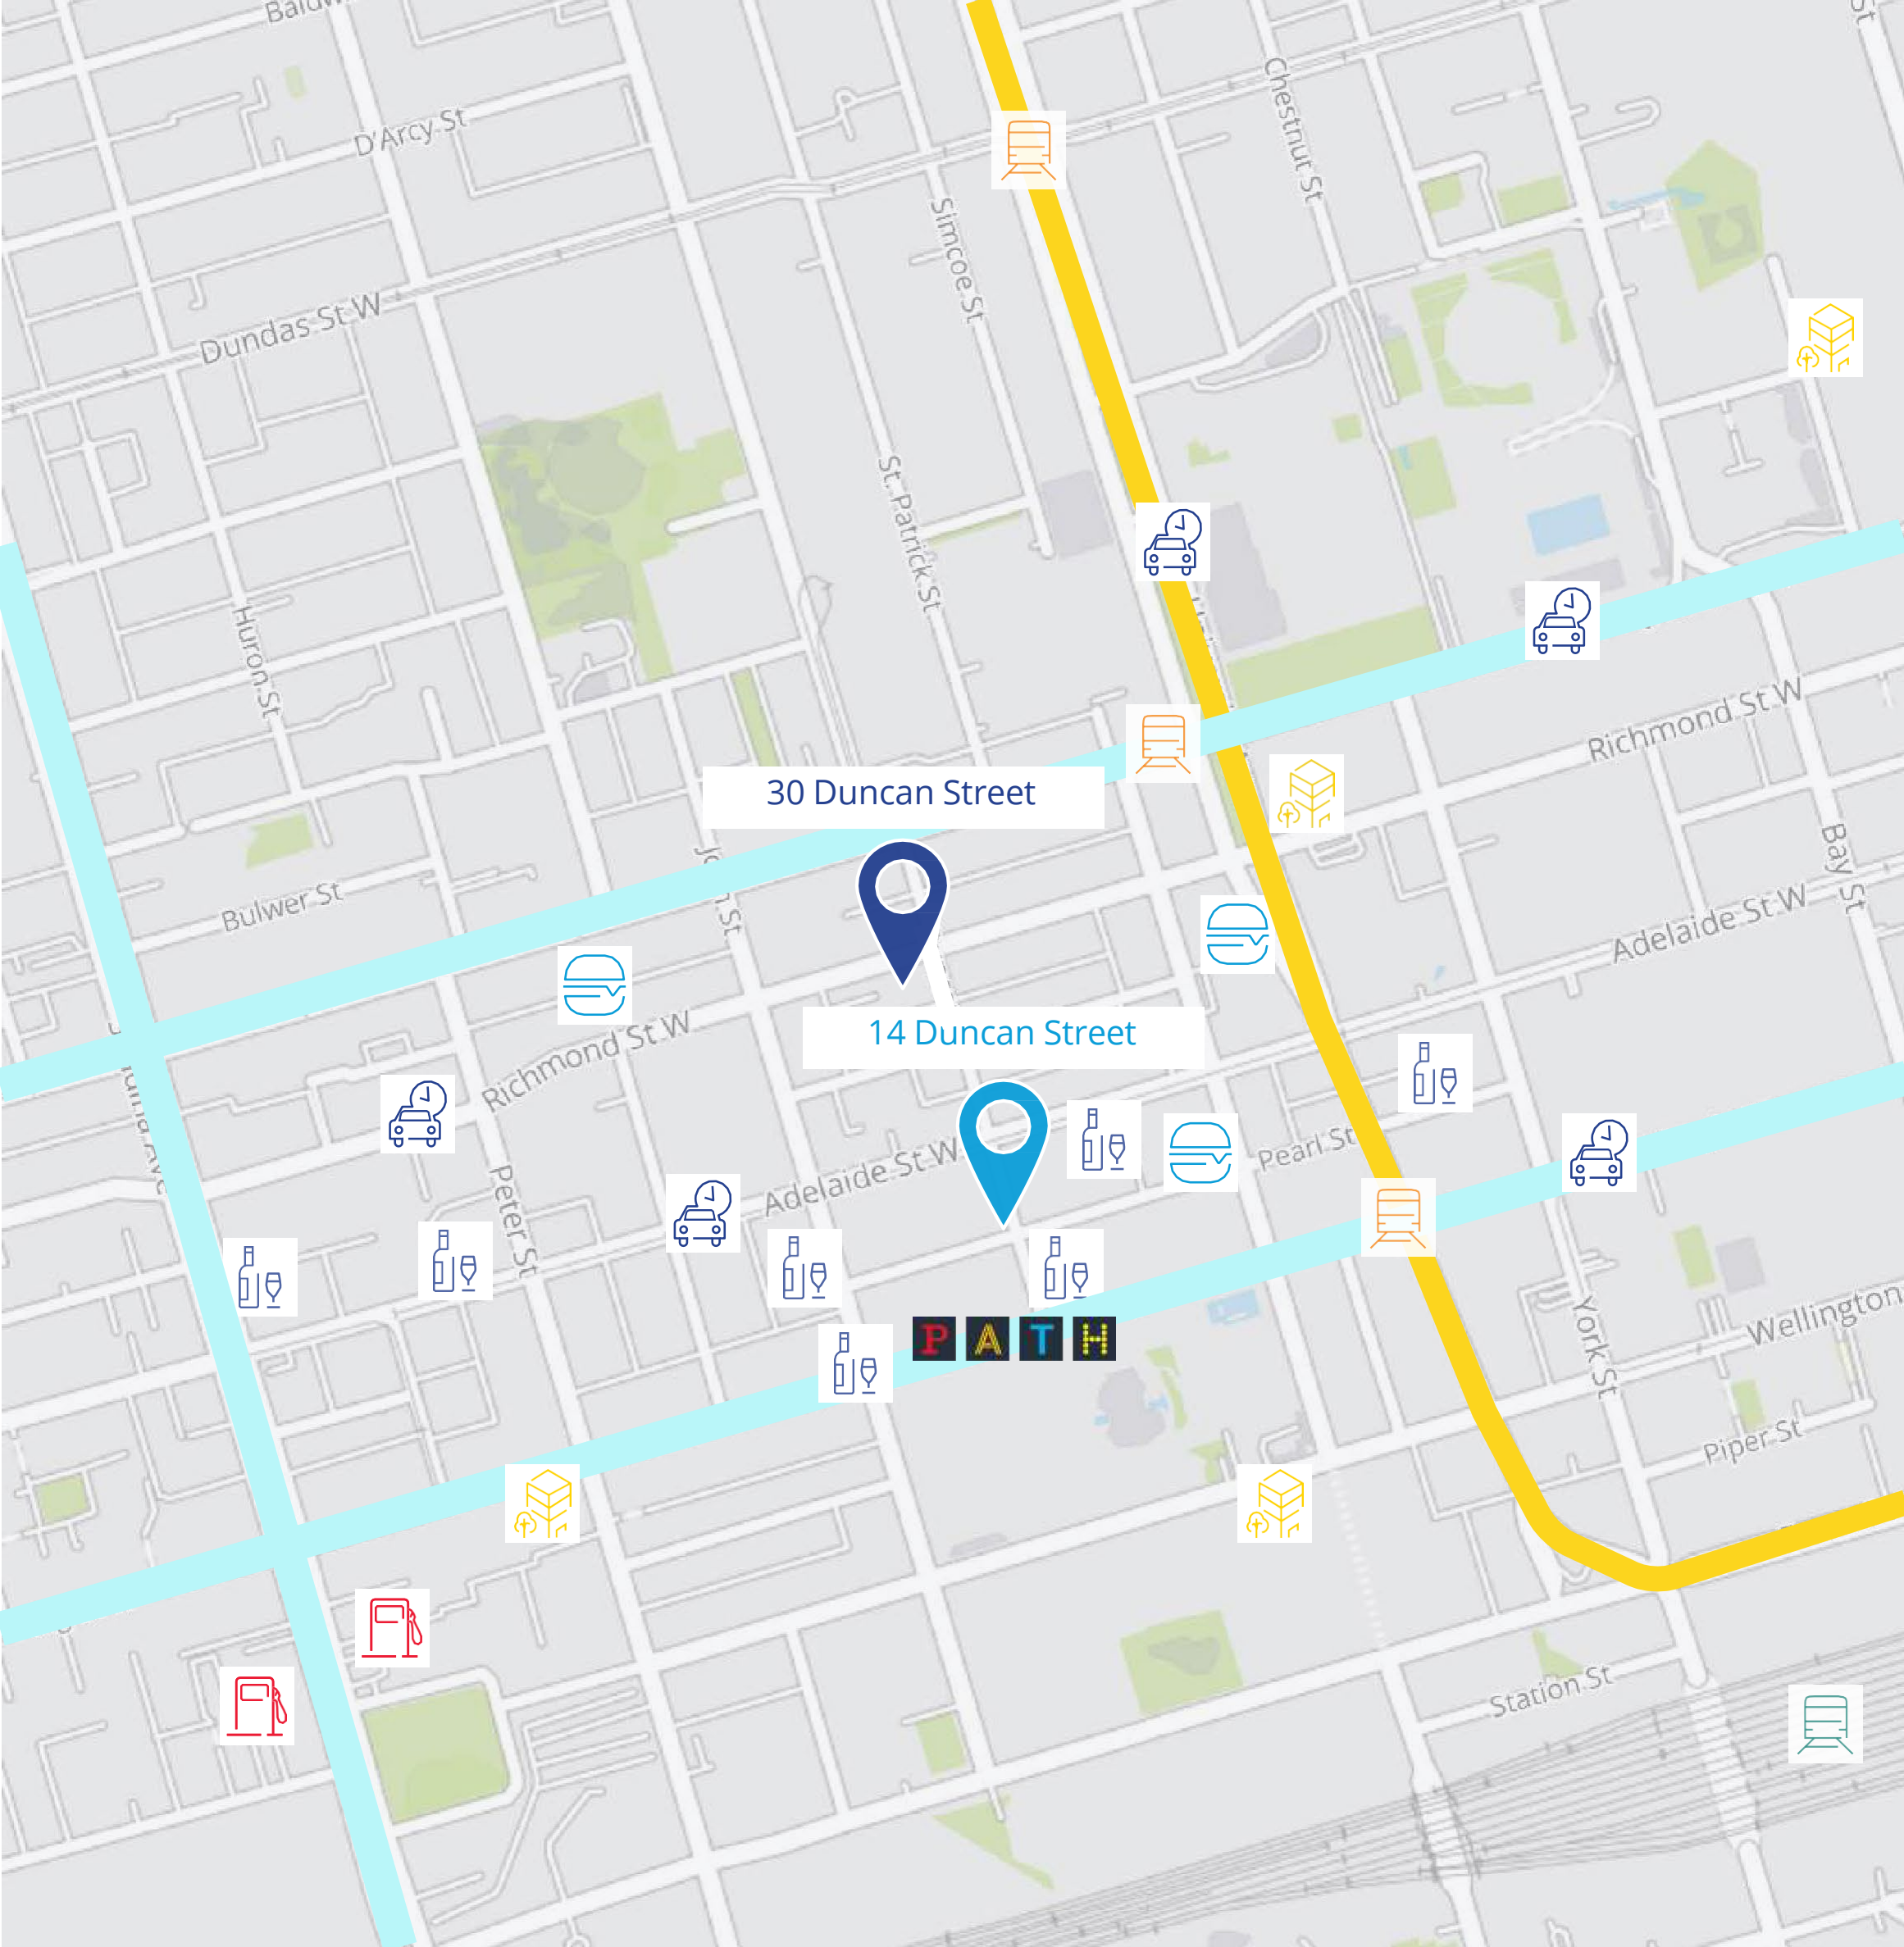 D'Arcy St
Chestnut St
Simcoe St
Dundas St W
St. Patrick St
Huron St
Richmond St W
30 Duncan Street
Bay St
Bulwer St
Adelaide St W
Richmond St W
14 Duncan Street
Pearl St
Adelaide St W
Peter St
PATH
York St
Wellington
Piper St
Station St